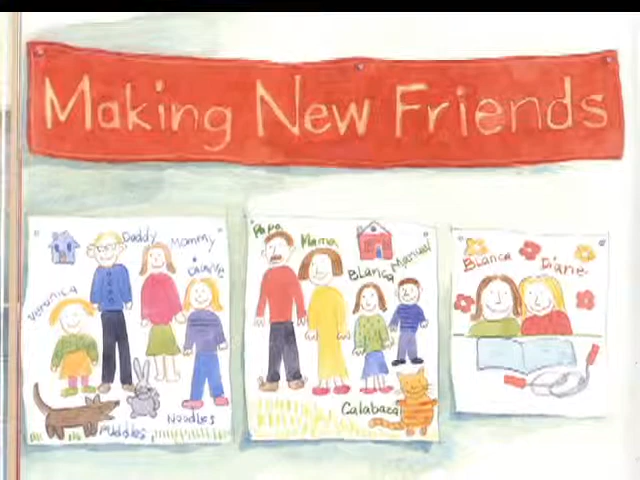 Making New Friends
Daddy
Mommy
Diane
Veronica
Puddles
Noodles
Papa
Mama
Blanca
Manuel
Calabaza
Blanca
Diane